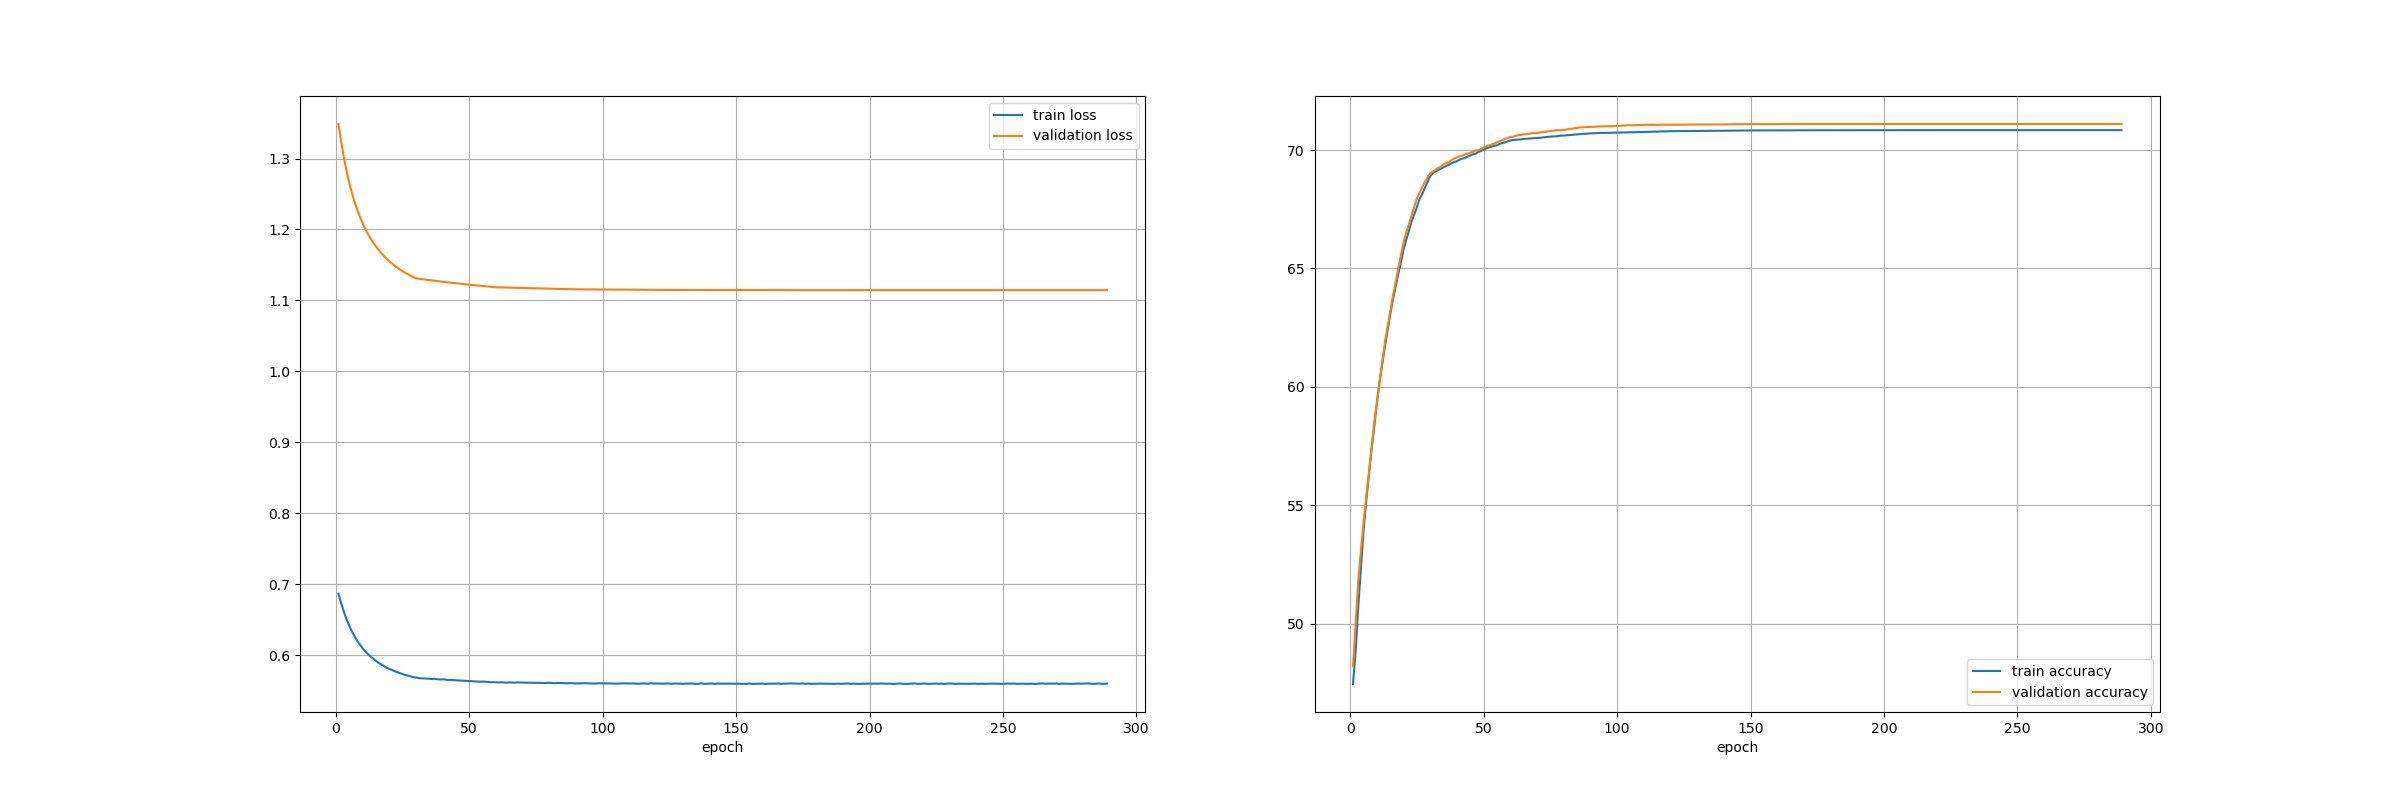 train loss
validation loss
1.3
1.2
1.1
1.0
0.9
0.8
0.7
0.6
0 50 100 150 200 250 300
epoch
70
65
60
55
50
train accuracy
validation accuracy
0 50 100 150 200 250 300
epoch